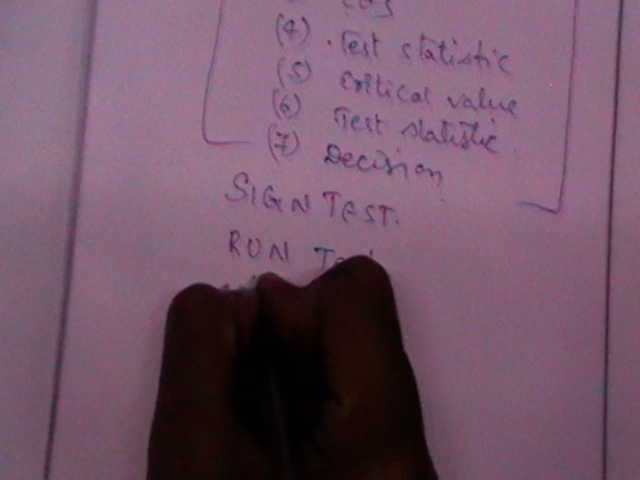 (4) . Test statistic
(5) critical value
(6) Test statistic
(7) Decision
SIGN TEST.
RUN